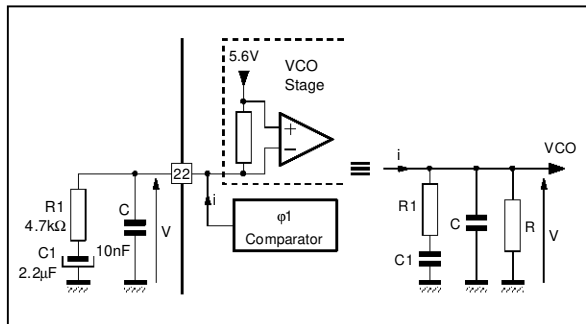 5.6V
VCO
Stage
+
−
22
i
φ1
Comparator
R1
4.7kΩ
C1
2.2µF
C
10nF
V
≡
i
VCO
R1
C1
C
R
V